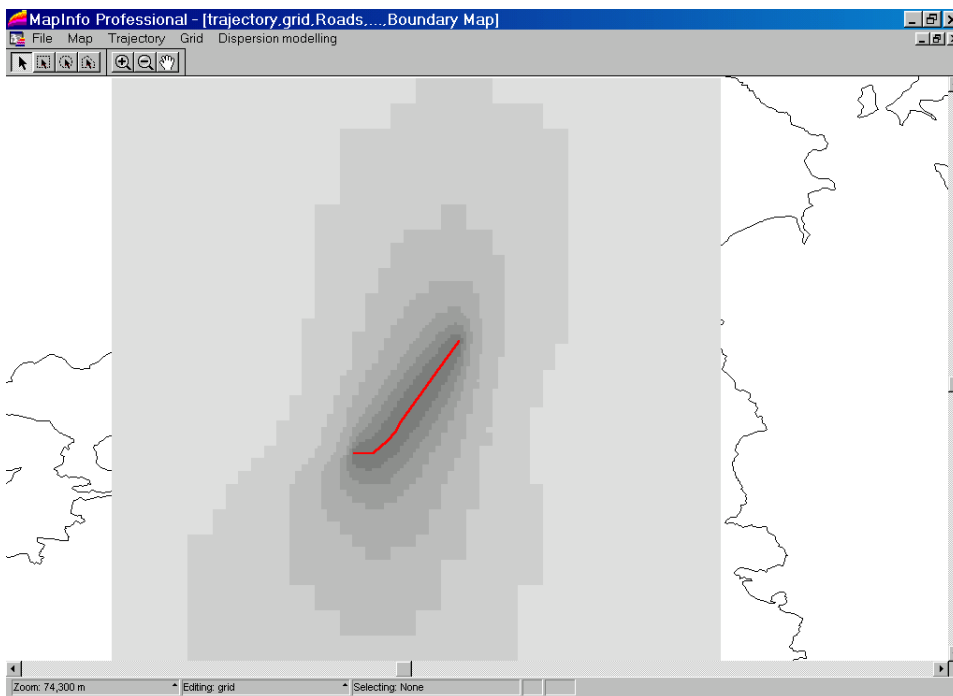 MapInfo Professional - [trajectory,grid,Roads,...,Boundary Map]
File Map Trajectory Grid Dispersion modelling
Zoom: 74,300 m Editing: grid Selecting: None